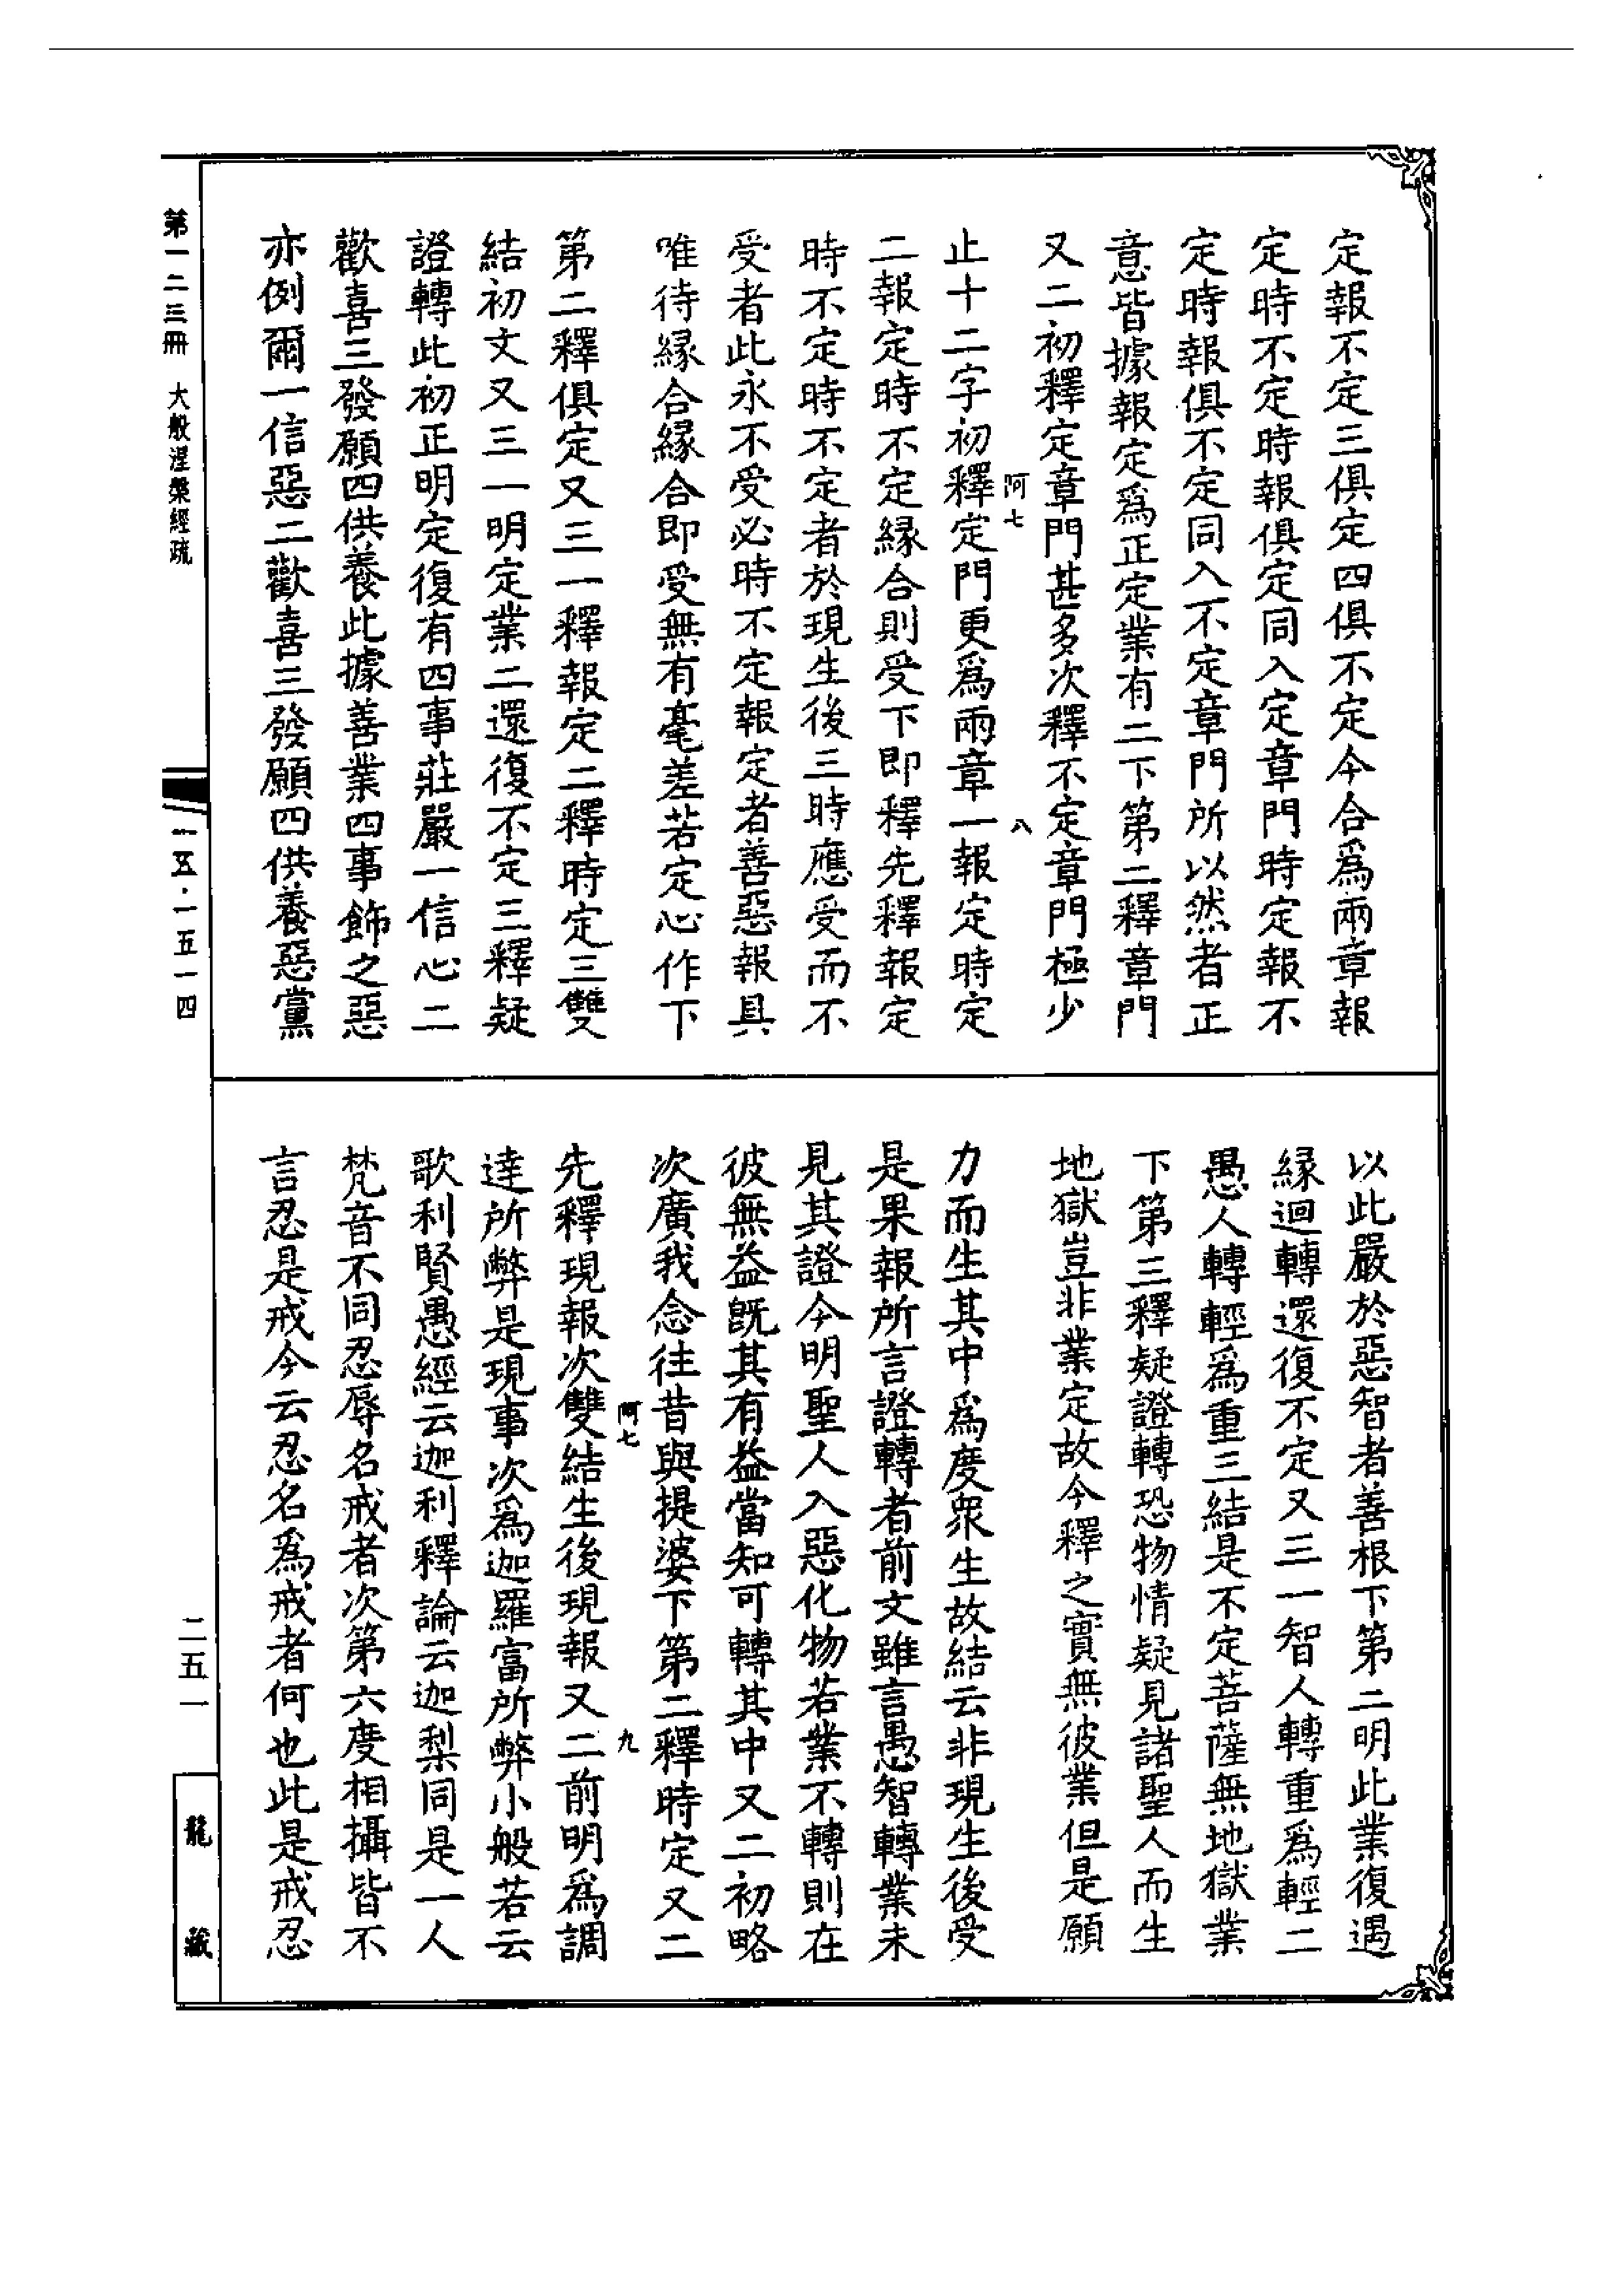 定報不定三俱定四俱不定今合爲兩章報
定時不定時報俱定同入定章門時定報不
定時報俱不定同入不定章門所以然者正
意皆據報定爲正定業有二下第二釋章門
又二初釋定章門甚多次釋不定章門極少
阿七 八
止十二字初釋定門更爲兩章一報定時定
二報定時不定緣合則受下即釋先釋報定
時不定時不定者於現生後三時應受而不
受者此永不受必時不定報定者善惡報具
唯待緣合緣合即受無有毫差若定心作下
第二釋俱定又三一釋報定二釋時定三雙
結初文又三一明定業二還復不定三釋疑
證轉此初正明定復有四事莊嚴一信心二
歡喜三發願四供養此據善業四事飾之惡
亦例爾一信惡二歡喜三發願四供養惡黨
以此嚴於惡智者善根下第二明此業復遇
緣迴轉還復不定又三一智人轉重爲輕二
愚人轉輕爲重三結是不定菩薩無地獄業
下第三釋疑證轉恐物情疑見諸聖人而生
地獄豈非業定故今釋之實無彼業但是願
力而生其中爲度衆生故結云非現生後受
是果報所言證轉者前文雖言愚智轉業未
見其證今明聖人入惡化物若業不轉則在
彼無益既其有益當知可轉其中又二初略
次廣我念往昔與提婆下第二釋時定又二
阿七 九
先釋現報次雙結生後現報又二前明爲調
達所弊是現事次爲迦羅富所弊小般若云
歌利賢愚經云迦利釋論云迦梨同是一人
梵音不同忍辱名戒者次第六度相攝皆不
言忍是戒今云忍名爲戒者何也此是戒忍
第一二三冊 大般涅槃經疏
一五·一五一四
二五一
龍藏